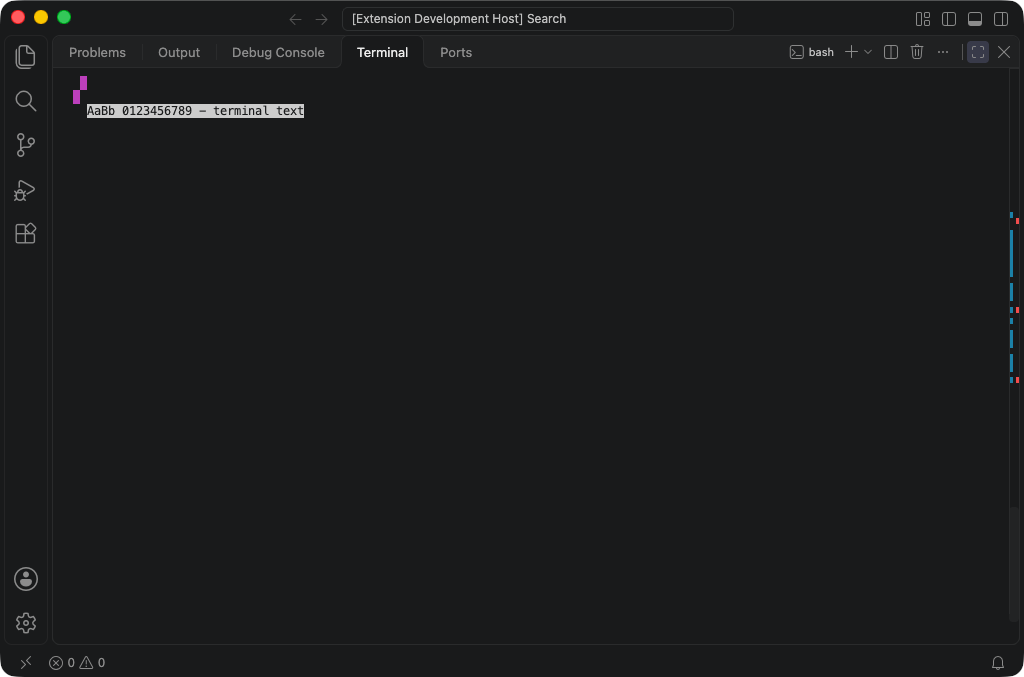 [Extension Development Host] Search
Problems Output Debug Console Terminal Ports
bash
AaBb 0123456789 – terminal text
0 0